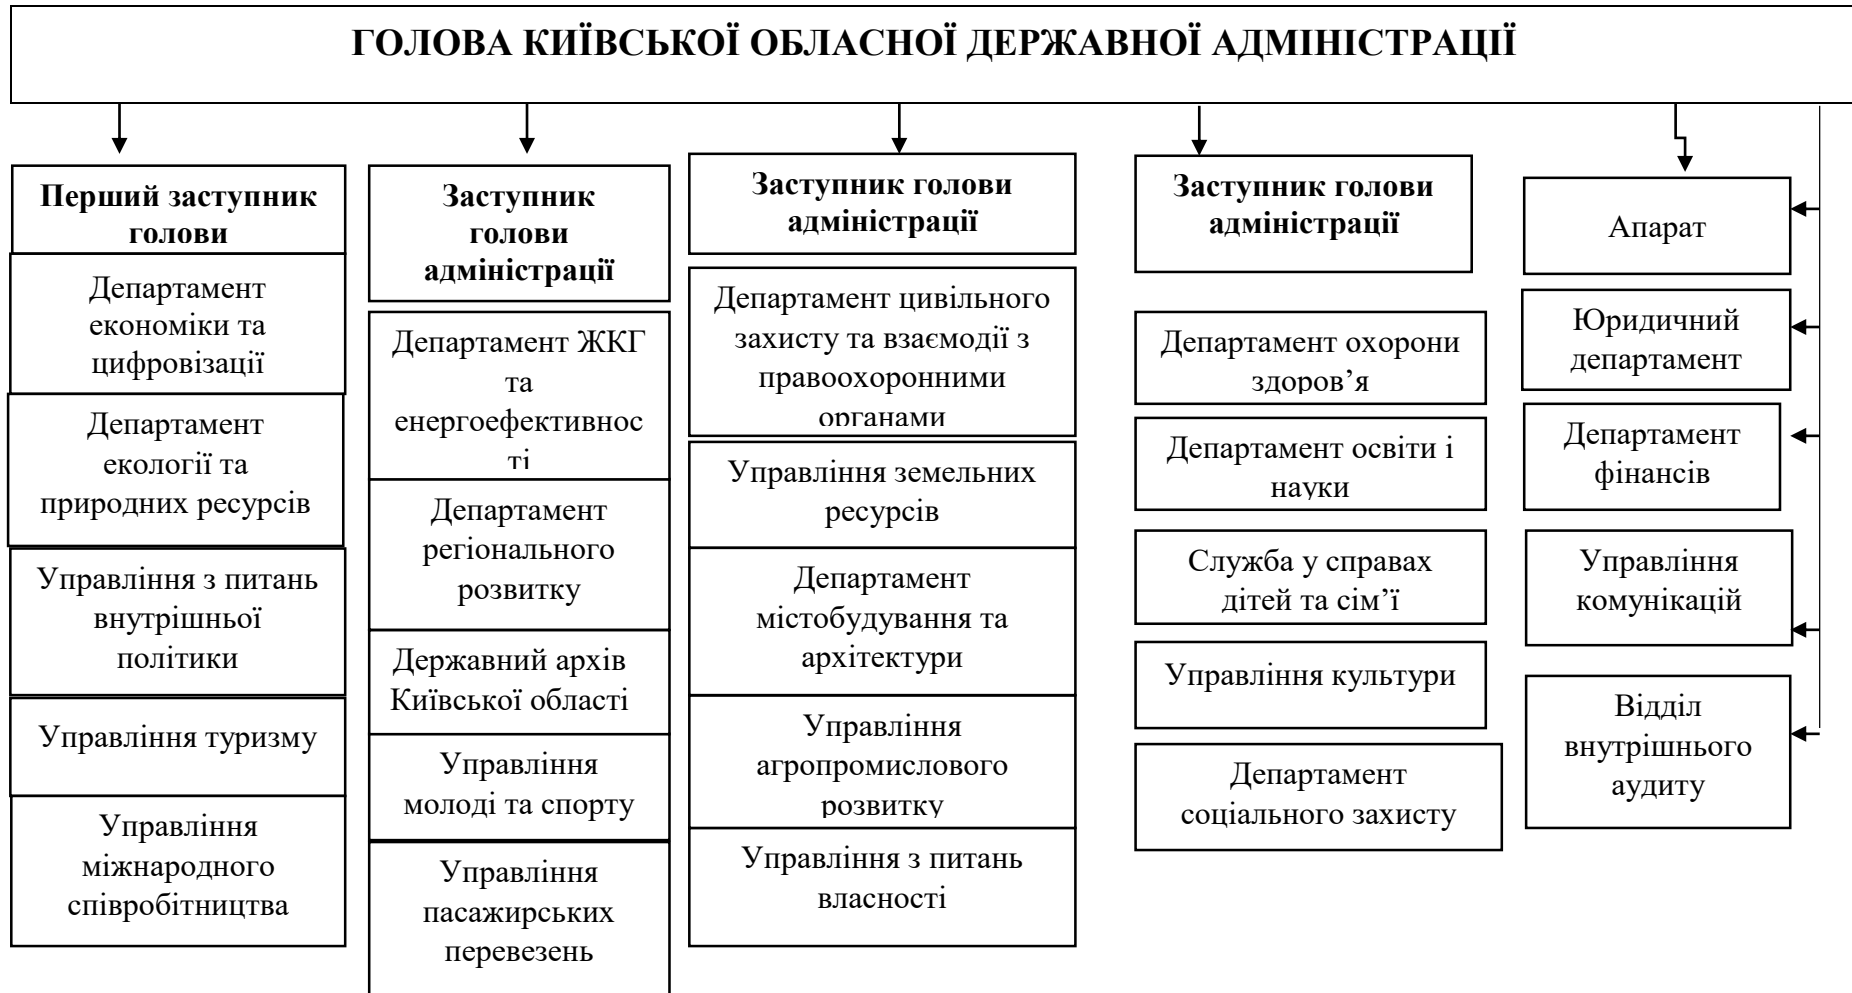 ГОЛОВА КИЇВСЬКОЇ ОБЛАСНОЇ ДЕРЖАВНОЇ АДМІНІСТРАЦІЇ
Перший заступник
голови
Департамент
економіки та
цифровізації
Департамент
екології та
природних ресурсів
Управління з питань
внутрішньої
політики
Управління туризму
Управління
міжнародного
співробітництва
Заступник
голови
адміністрації
Департамент ЖКГ
та
енергоефективнос
ті
Департамент
регіонального
розвитку
Державний архів
Київської області
Управління
молоді та спорту
Управління
пасажирських
перевезень
Заступник голови
адміністрації
Департамент цивільного
захисту та взаємодії з
правоохоронними
органами
Управління земельних
ресурсів
Департамент
містобудування та
архітектури
Управління
агропромислового
розвитку
Управління з питань
власності
Заступник голови
адміністрації
Департамент охорони
здоров’я
Департамент освіти і
науки
Служба у справах
дітей та сім’ї
Управління культури
Департамент
соціального захисту
Апарат
Юридичний
департамент
Департамент
фінансів
Управління
комунікацій
Відділ
внутрішнього
аудиту